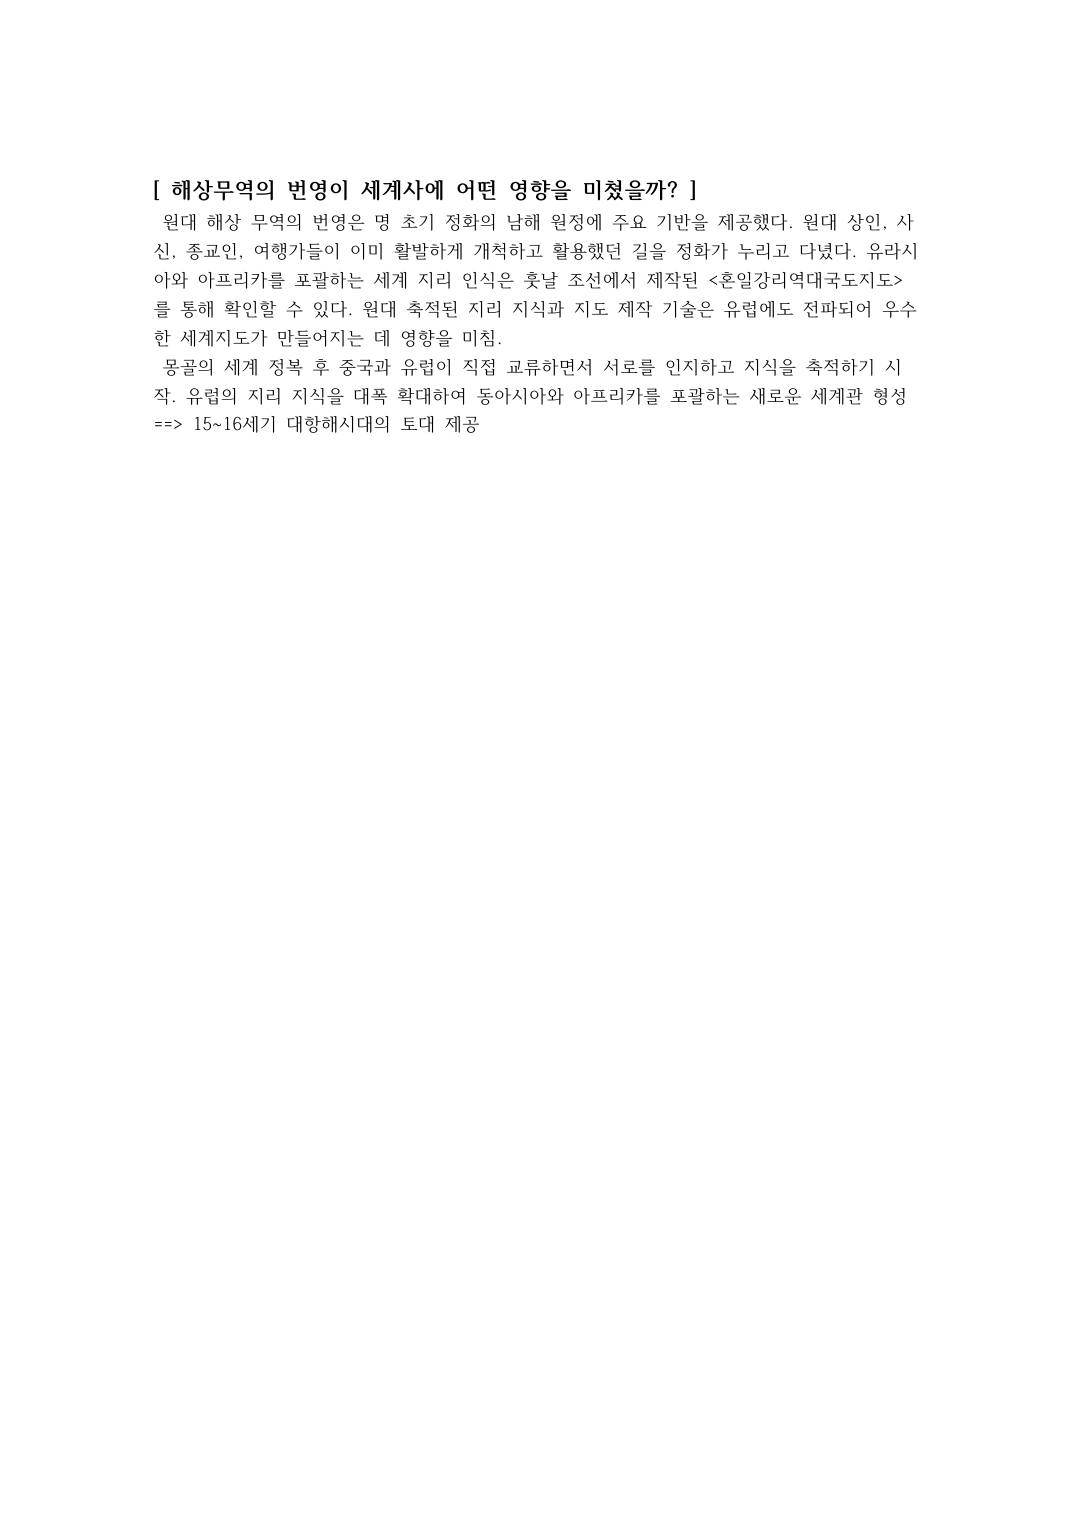 [ 해상무역의 번영이 세계사에 어떤 영향을 미쳤을까? ]
원대 해상 무역의 번영은 명 초기 정화의 남해 원정에 주요 기반을 제공했다. 원대 상인, 사
신, 종교인, 여행가들이 이미 활발하게 개척하고 활용했던 길을 정화가 누리고 다녔다. 유라시
아와 아프리카를 포괄하는 세계 지리 인식은 훗날 조선에서 제작된 <혼일강리역대국도지도>
를 통해 확인할 수 있다. 원대 축적된 지리 지식과 지도 제작 기술은 유럽에도 전파되어 우수
한 세계지도가 만들어지는 데 영향을 미침.
몽골의 세계 정복 후 중국과 유럽이 직접 교류하면서 서로를 인지하고 지식을 축적하기 시
작. 유럽의 지리 지식을 대폭 확대하여 동아시아와 아프리카를 포괄하는 새로운 세계관 형성
==> 15~16세기 대항해시대의 토대 제공